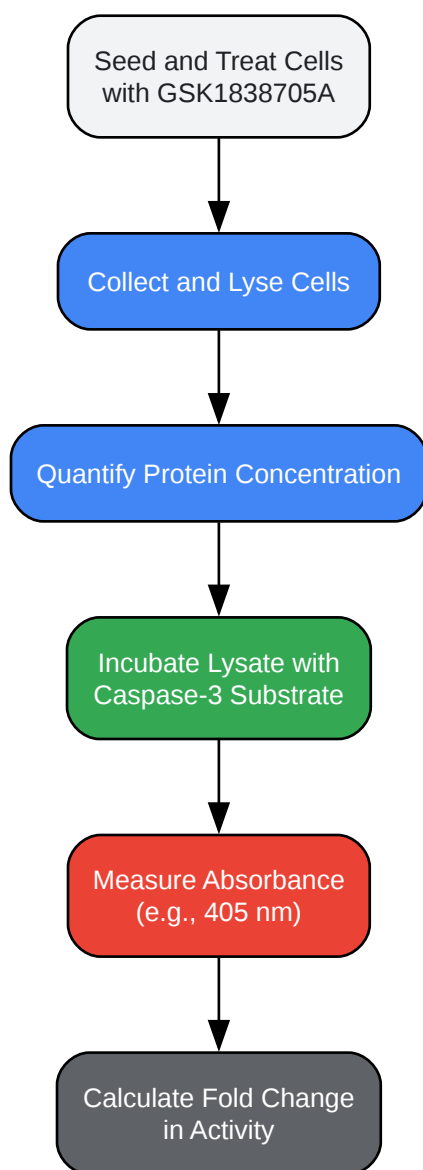 Seed and Treat Cells
with GSK1838705A
Collect and Lyse Cells
Quantify Protein Concentration
Incubate Lysate with
Caspase-3 Substrate
Measure Absorbance
(e.g., 405 nm)
Calculate Fold Change
in Activity